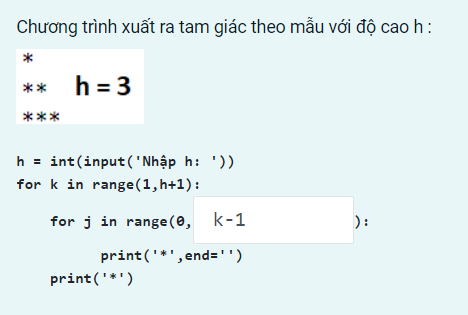 Chương trình xuất ra tam giác theo mẫu với độ cao h :
*
** h = 3
***
h = int(input('Nhập h: '))
for k in range(1,h+1):
for j in range(0, k-1 ):
print('*',end='')
print('*')